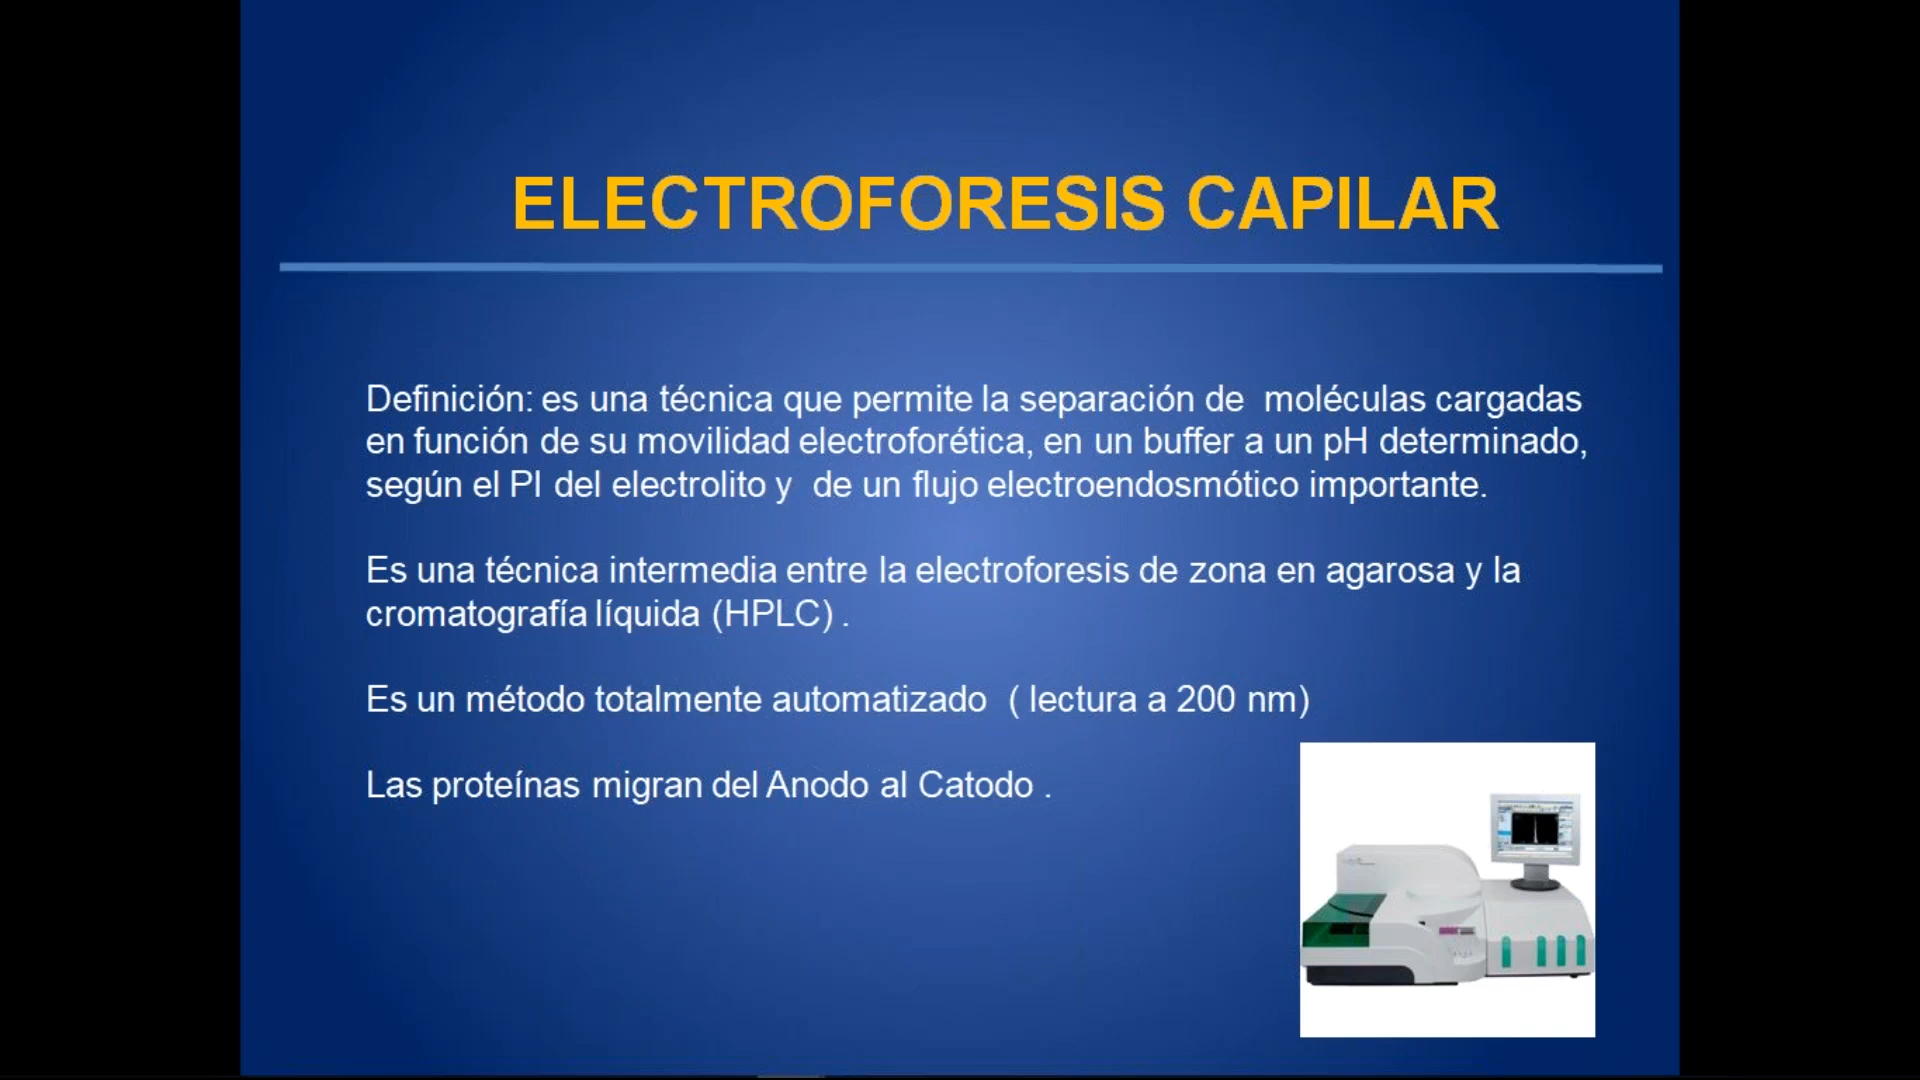 ELECTROFORESIS CAPILAR
Definición: es una técnica que permite la separación de moléculas cargadas
en función de su movilidad electroforética, en un buffer a un pH determinado,
según el PI del electrolito y de un flujo electroendosmótico importante.
Es una técnica intermedia entre la electroforesis de zona en agarosa y la
cromatografía líquida (HPLC) .
Es un método totalmente automatizado ( lectura a 200 nm)
Las proteínas migran del Anodo al Catodo .